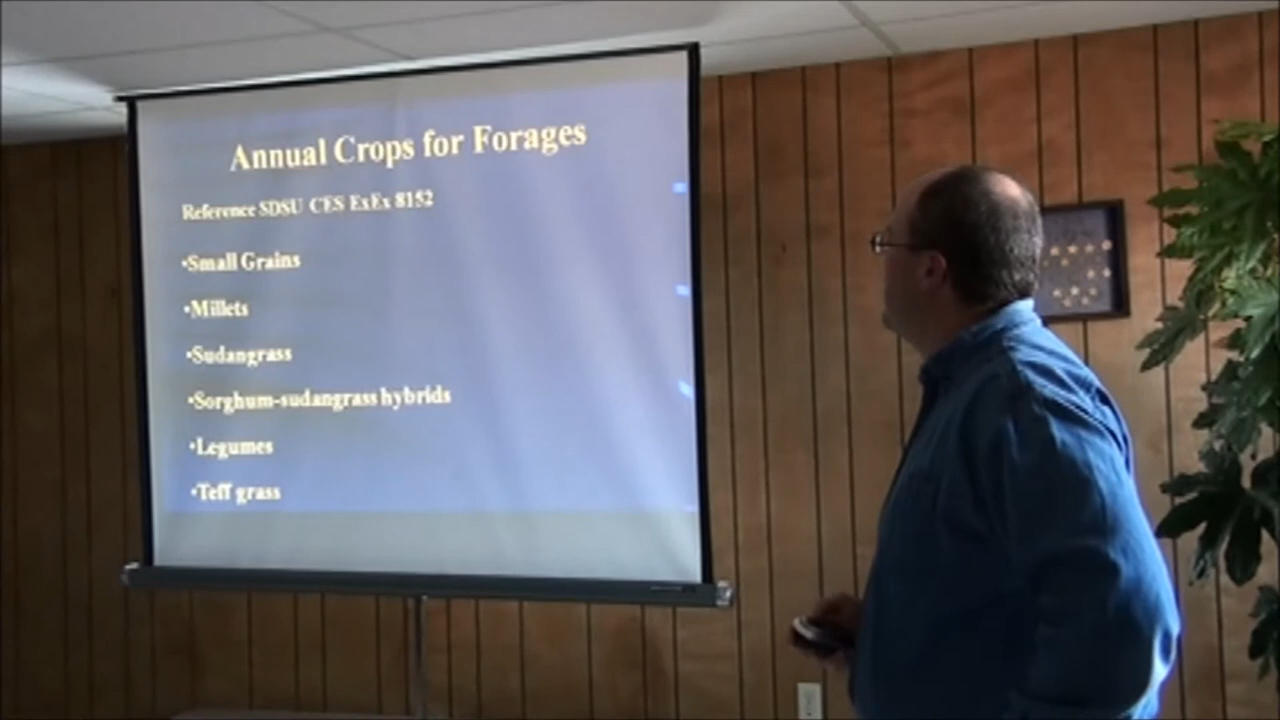 Annual Crops for Forages
Reference SDSU CES ExEx 8152
•Small Grains
•Millets
•Sudangrass
•Sorghum-sudangrass hybrids
•Legumes
•Teff grass